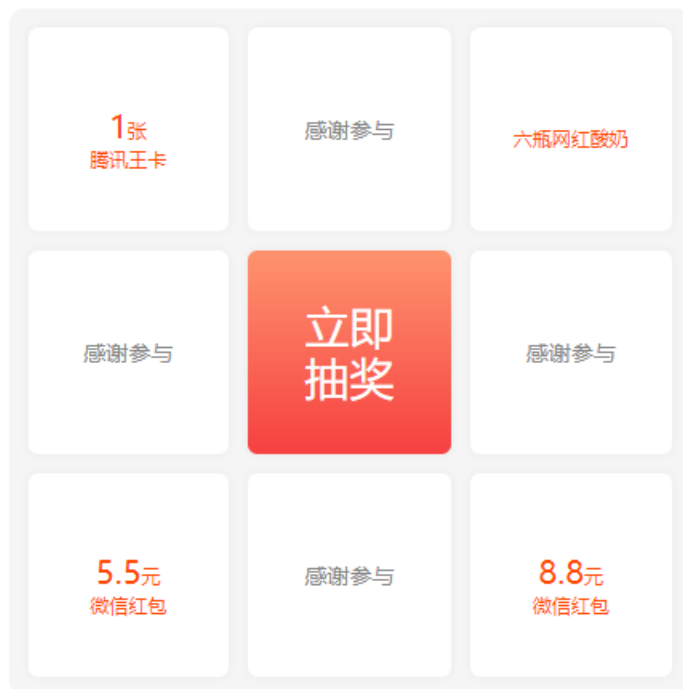 1张
腾讯王卡
感谢参与
六瓶网红酸奶
感谢参与
立即
抽奖
感谢参与
5.5元
微信红包
感谢参与
8.8元
微信红包